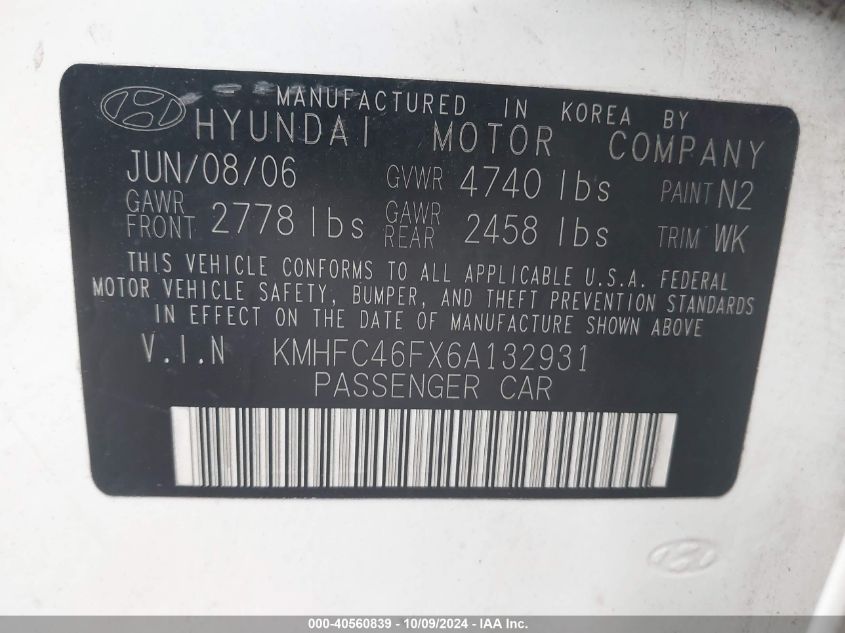 MANUFACTURED IN KOREA BY
HYUNDAI MOTOR COMPANY
JUN/08/06 GVWR 4740 lbs PAINT N2
GAWR FRONT 2778 lbs GAWR REAR 2458 lbs TRIM WK
THIS VEHICLE CONFORMS TO ALL APPLICABLE U.S.A. FEDERAL
MOTOR VEHICLE SAFETY, BUMPER, AND THEFT PREVENTION STANDARDS
IN EFFECT ON THE DATE OF MANUFACTURE SHOWN ABOVE.
V.I.N KMHFC46FX6A132931
PASSENGER CAR
000-40560839 - 10/09/2024 - IAA Inc.